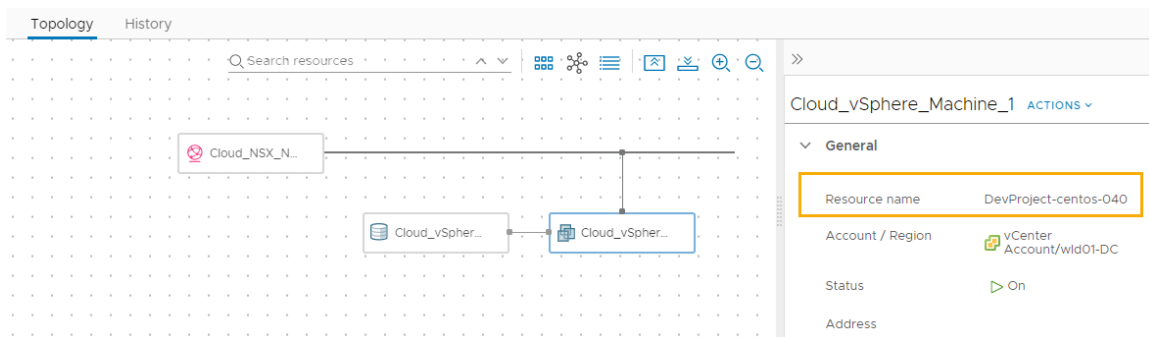 Topology History
Search resources
Cloud_vSphere_Machine_1 ACTIONS
General
Cloud_NSX_N...
Resource name DevProject-centos-040
Cloud_vSpher... Cloud_vSpher...
Account / Region vCenter
Account/wld01-DC
Status On
Address